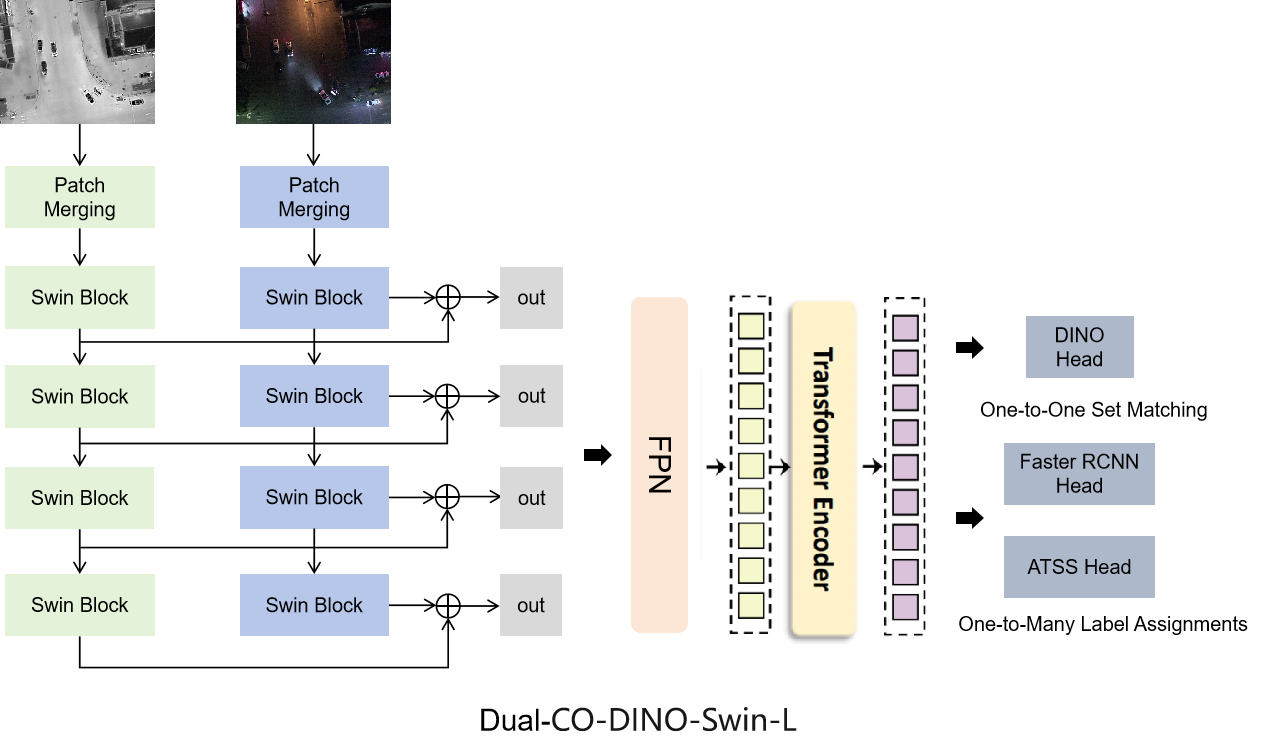 Patch
Merging
Patch
Merging
Swin Block
Swin Block
out
Swin Block
Swin Block
out
Swin Block
Swin Block
out
Swin Block
Swin Block
out
FPN
Transformer Encoder
DINO
Head
One-to-One Set Matching
Faster RCNN
Head
ATSS Head
One-to-Many Label Assignments
Dual-CO-DINO-Swin-L